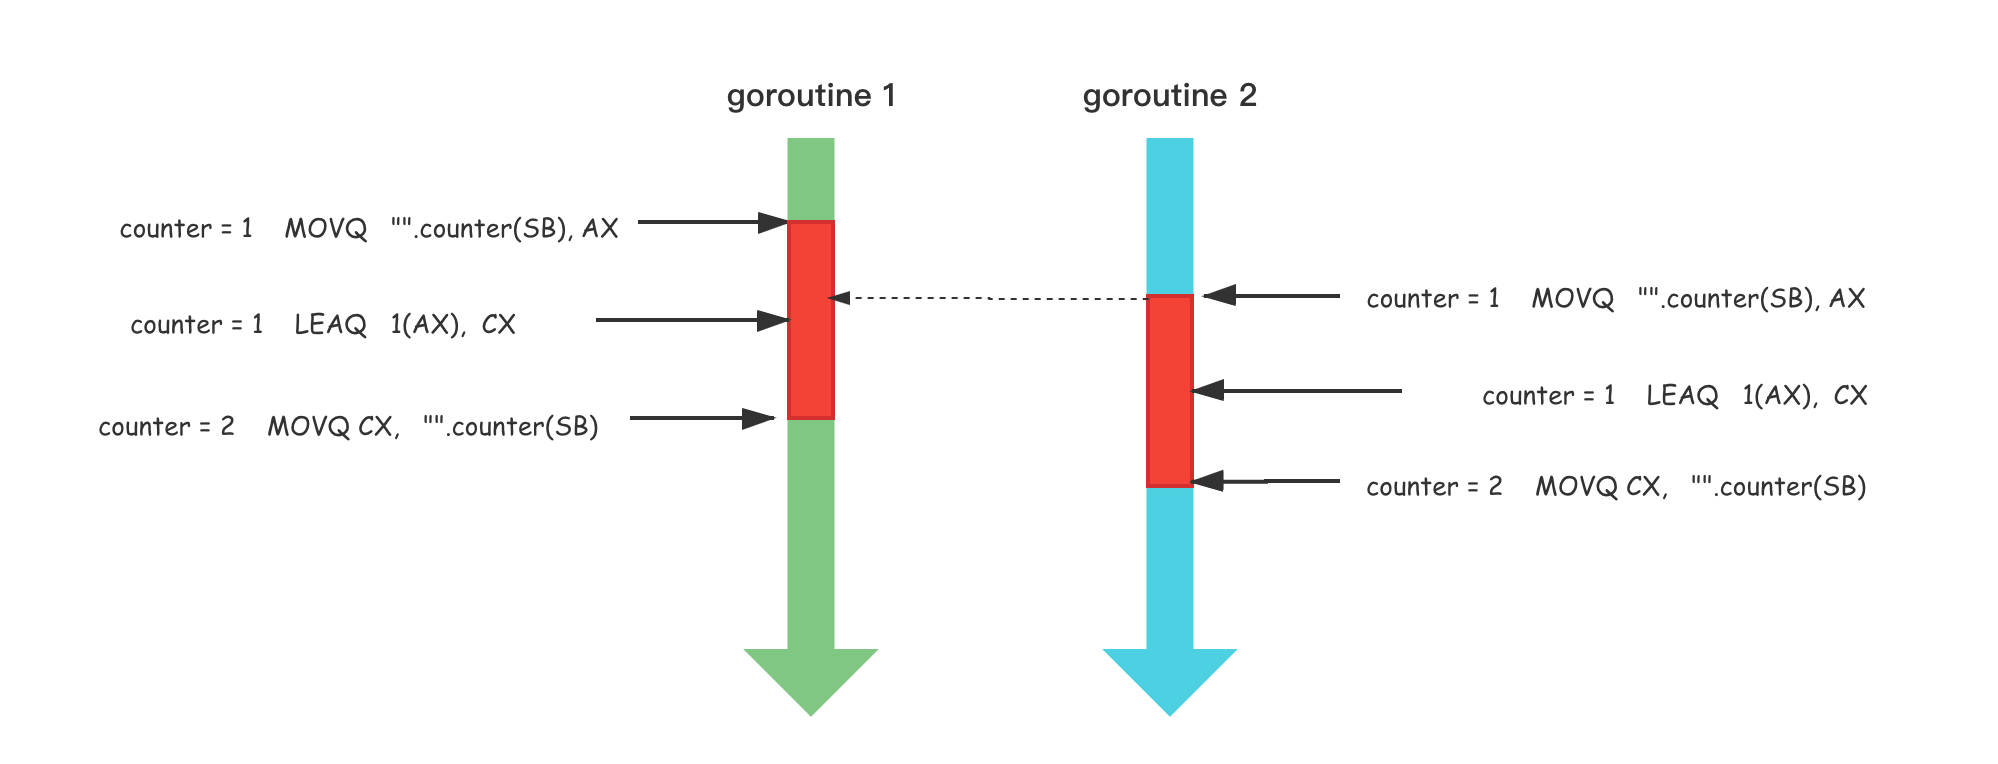 goroutine 1
goroutine 2
counter = 1 MOVQ "".counter(SB), AX
counter = 1 LEAQ 1(AX), CX
counter = 2 MOVQ CX, "".counter(SB)
counter = 1 MOVQ "".counter(SB), AX
counter = 1 LEAQ 1(AX), CX
counter = 2 MOVQ CX, "".counter(SB)